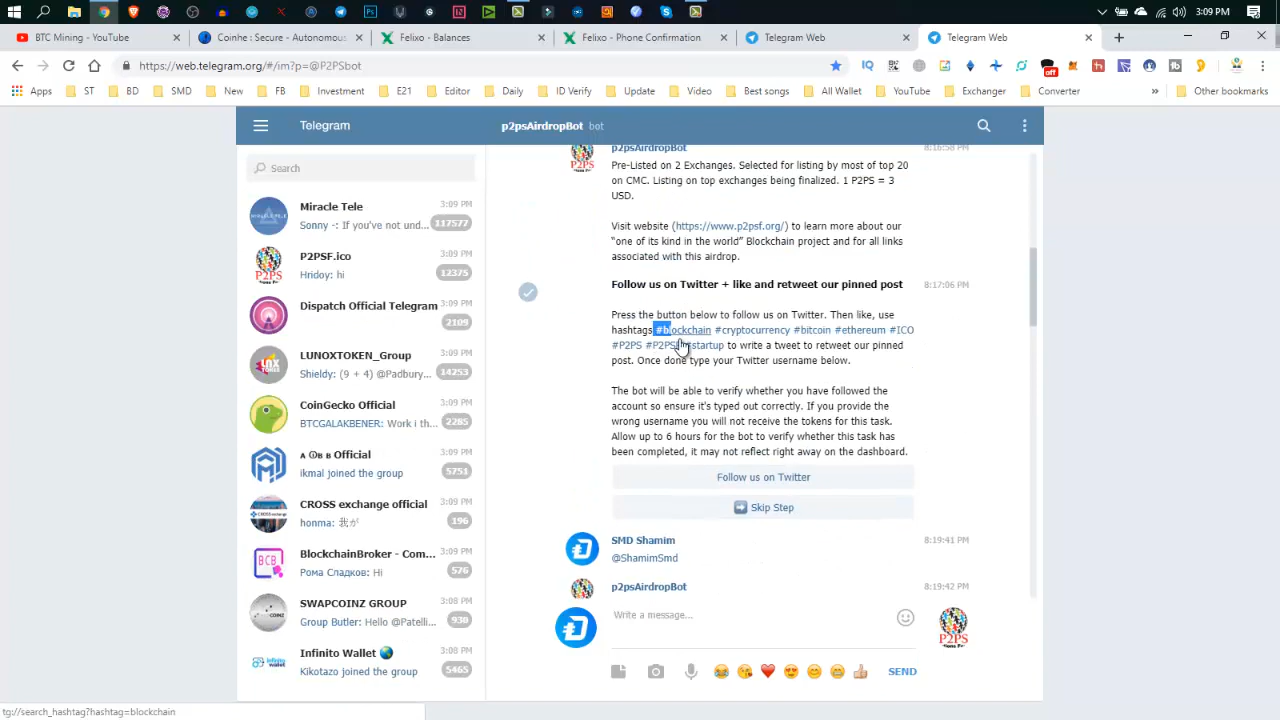 3:09 PM
BTC Mining - YouTube
Coinhe : Secure - Autonomous:
Felixo - Balances
Felixo - Phone Confirmation
Telegram Web
Telegram Web
https://web.telegram.org/#/im?p=@P2PSbot
off
Apps
ST
BD
SMD
New
FB
Investment
E21
Editor
Daily
ID Verify
Update
Video
Best songs
All Wallet
YouTube
Exchanger
Converter
»
Other bookmarks
Telegram
p2psAirdropBot bot
Search
Miracle Tele 3:09 PM
Sonny -: If you've not und... 117577
P2PSF.ico 3:09 PM
Hridoy: hi 12375
Dispatch Official Telegram 3:09 PM
2109
LUNOXTOKEN_Group 3:09 PM
Shieldy: (9 + 4) @Padbury... 14253
CoinGecko Official 3:09 PM
BTCGALAKBENER: Work i th... 2285
Official 3:09 PM
ikmal joined the group 5751
CROSS exchange official 3:09 PM
honma: 我が 196
BlockchainBroker - Com... 3:09 PM
Рома Сладков: Hi 576
SWAPCOINZ GROUP 3:08 PM
Group Butler: Hello @Patelli... 930
Infinito Wallet 3:08 PM
Kikotazo joined the group 5465
p2psAirdropBot 8:16:58 PM
Pre-Listed on 2 Exchanges. Selected for listing by most of top 20
on CMC. Listing on top exchanges being finalized. 1 P2PS = 3
USD.
Visit website (https://www.p2psf.org/) to learn more about our
“one of its kind in the world” Blockchain project and for all links
associated with this airdrop.
Follow us on Twitter + like and retweet our pinned post 8:17:06 PM
Press the button below to follow us on Twitter. Then like, use
hashtags #blockchain #cryptocurrency #bitcoin #ethereum #ICO
#P2PS #startup to write a tweet to retweet our pinned
post. Once done type your Twitter username below.
The bot will be able to verify whether you have followed the
account so ensure it's typed out correctly. If you provide the
wrong username you will not receive the tokens for this task.
Allow up to 6 hours for the bot to verify whether this task has
been completed, it may not reflect right away on the dashboard.
Follow us on Twitter
Skip Step
SMD Shamim 8:19:41 PM
@ShamimSmd
p2psAirdropBot 8:19:42 PM
Write a message...
P2PS
SEND
tg://search_hashtag?hashtag=blockchain